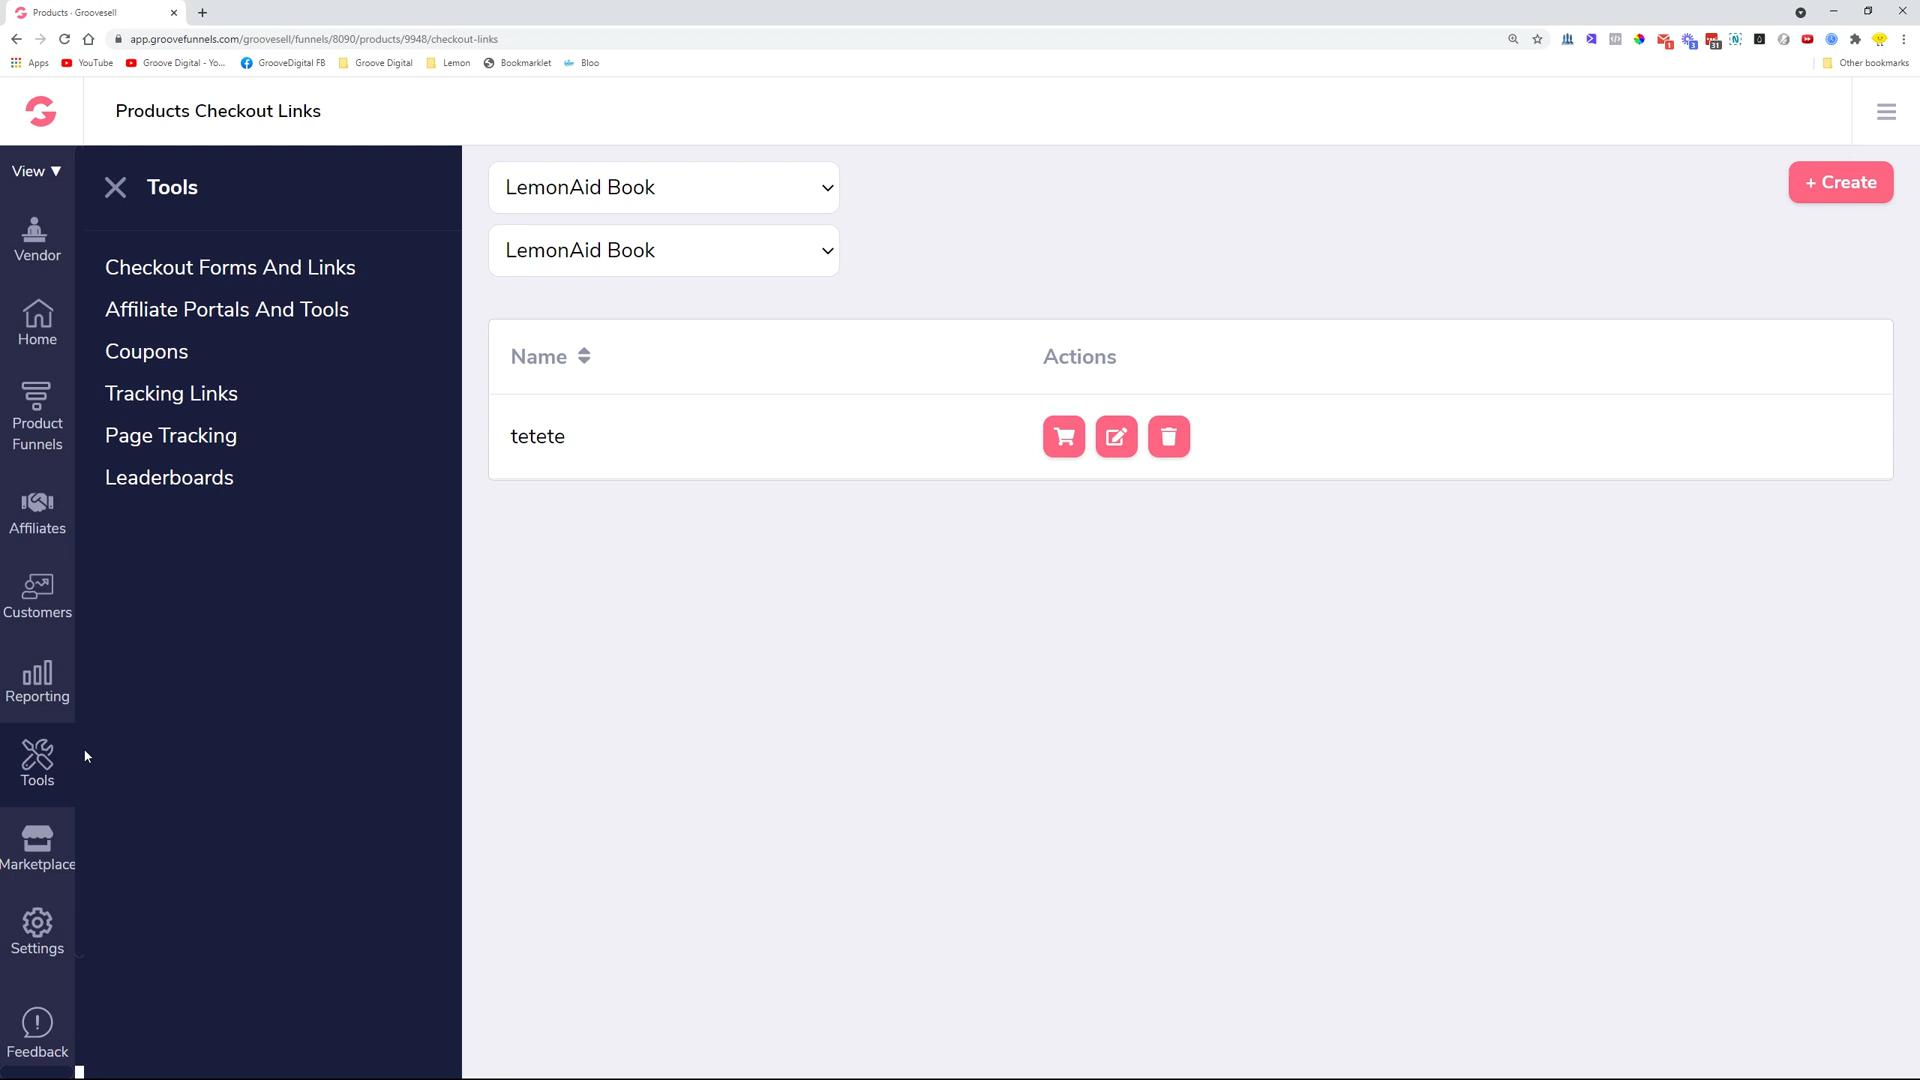 Products - Groovesell
app.groovefunnels.com/groovesell/funnels/8090/products/9948/checkout-links
Apps
YouTube
Groove Digital - Yo...
GrooveDigital FB
Groove Digital
Lemon
Bookmarklet
Bloo
Other bookmarks
Products Checkout Links
View ▼
Vendor
Home
Product
Funnels
Affiliates
Customers
Reporting
Tools
Marketplace
Settings
Feedback
Tools
Checkout Forms And Links
Affiliate Portals And Tools
Coupons
Tracking Links
Page Tracking
Leaderboards
LemonAid Book
LemonAid Book
+ Create
Name
Actions
tetete